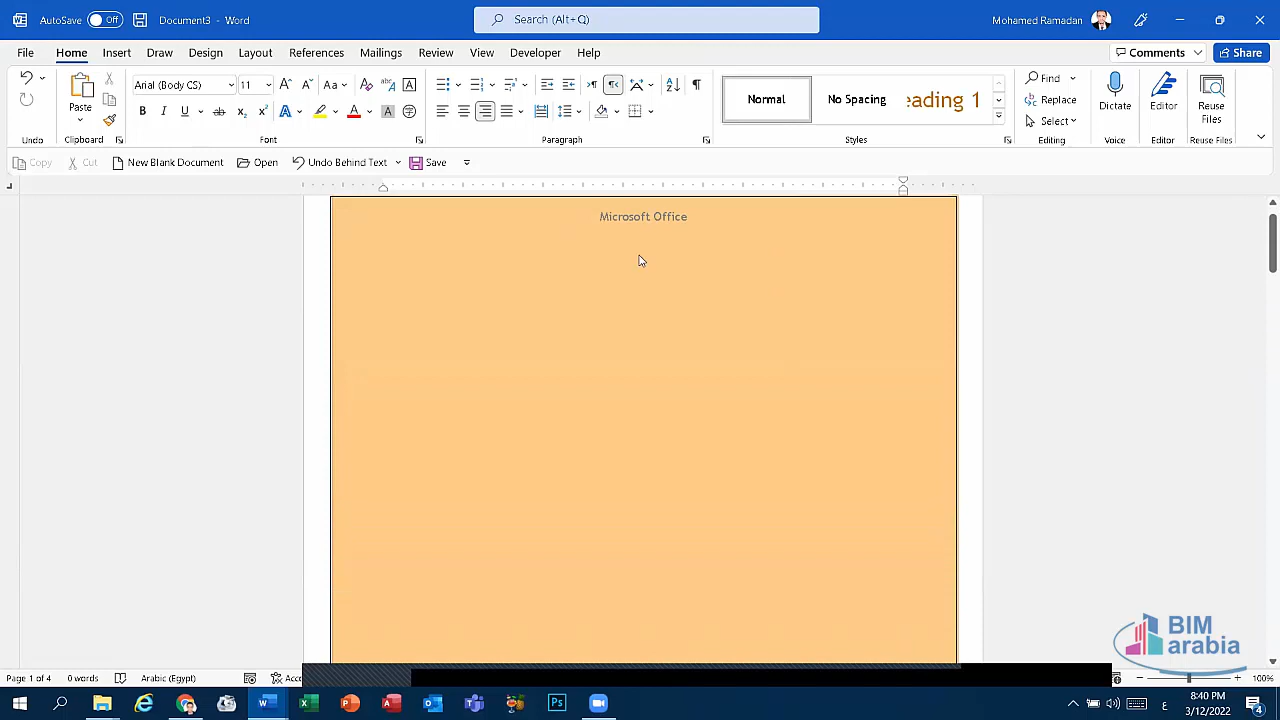 AutoSave Off Document3 - Word Search (Alt+Q) Mohamed Ramadan
File Home Insert Draw Design Layout References Mailings Review View Developer Help Comments Share
Paste Arial (Body CS) 11 Aa Normal No Spacing eading 1 Find Replace Select Dictate Editor Reuse Files
Undo Clipboard Font Paragraph Styles Editing Voice Editor Reuse Files
Copy Cut New Blank Document Open Undo Behind Text Save
Microsoft Office
BIM
arabia
Page 1 of 4 0 words Arabic (Egypt) Acce 100%
8:40 PM
3/12/2022